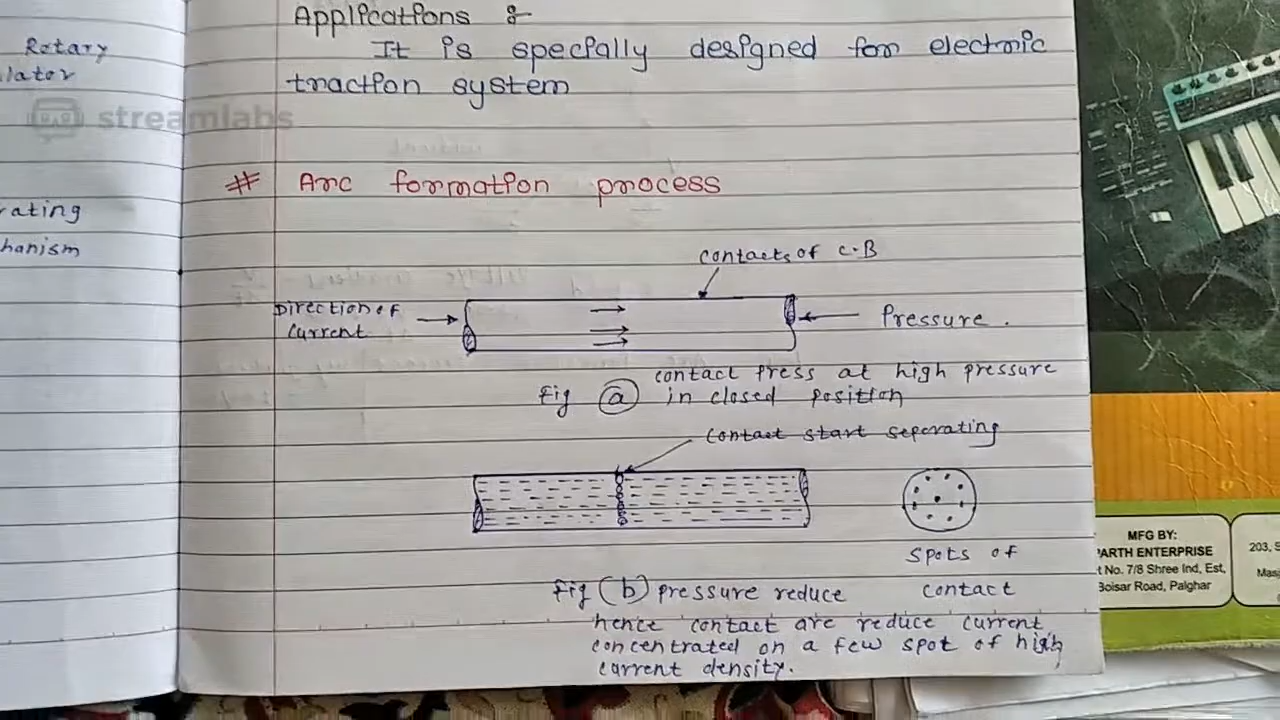 Applications :-
It is specially designed for electric
traction system
Rotary
lator
streamlabs
# Arc formation process
rating
hanism
contacts of C.B
Direction of
current
Pressure.
contact press at high pressure
Fig (a) in closed position
contact start separating
spots of
contact
Fig (b) pressure reduce
hence contact are reduce current
concentrated on a few spot of high
current density.
MFG BY:
PARTH ENTERPRISE
t No. 7/8 Shree Ind, Est,
Boisar Road, Palghar
203, S
Mas